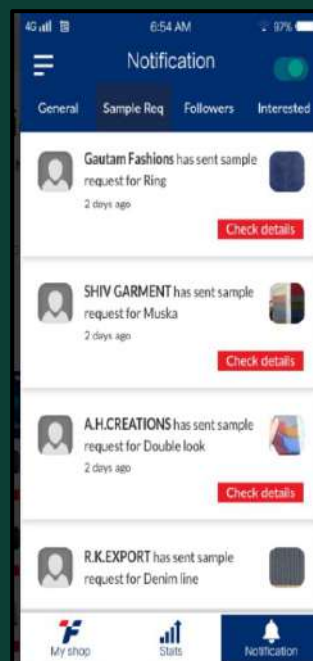 4G 6:54 AM 97%
Notification
General Sample Req Followers Interested
Gautam Fashions has sent sample
request for Ring
2 days ago
Check details
SHIV GARMENT has sent sample
request for Muska
2 days ago
Check details
A.H.CREATIONS has sent sample
request for Double look
2 days ago
Check details
R.K.EXPORT has sent sample
request for Denim line
My shop Stats Notification